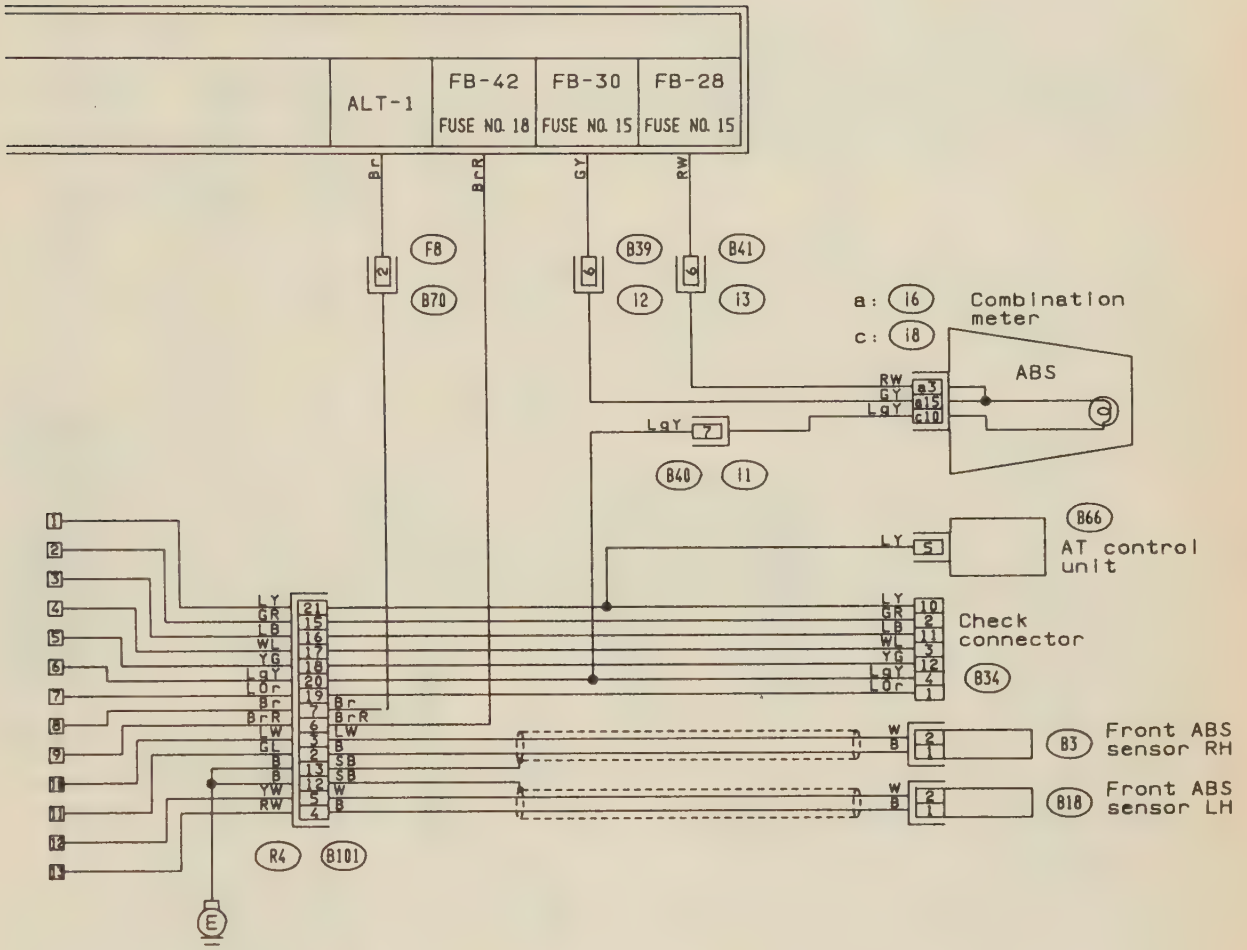 ALT-1
FB-42
FUSE NO. 18
FB-30
FUSE NO. 15
FB-28
FUSE NO. 15
Br
BrR
GY
RW
2
F8
B70
6
B39
i2
6
B41
i3
a: i6
c: i8
Combination
meter
ABS
RW
a3
GY
a15
LgY
c10
LgY
7
B40
i1
LY
5
B66
AT control
unit
1
2
3
4
5
6
7
8
9
10
11
12
13
LY 21 LY 10
GR 15 GR 2
LB 16 LB 11
WL 17 WL 3
YG 18 YG 12
LgY 20 LgY 4
LOr 19 LOr 1
Check
connector
B34
Br 7 Br
BrR 6 BrR
LW 3 LW W 2
GL 2 B B 1
B 13 SB
B 12 SB
YW 5 W W 2
RW 4 B B 1
B3
Front ABS
sensor RH
B18
Front ABS
sensor LH
R4
B101
E